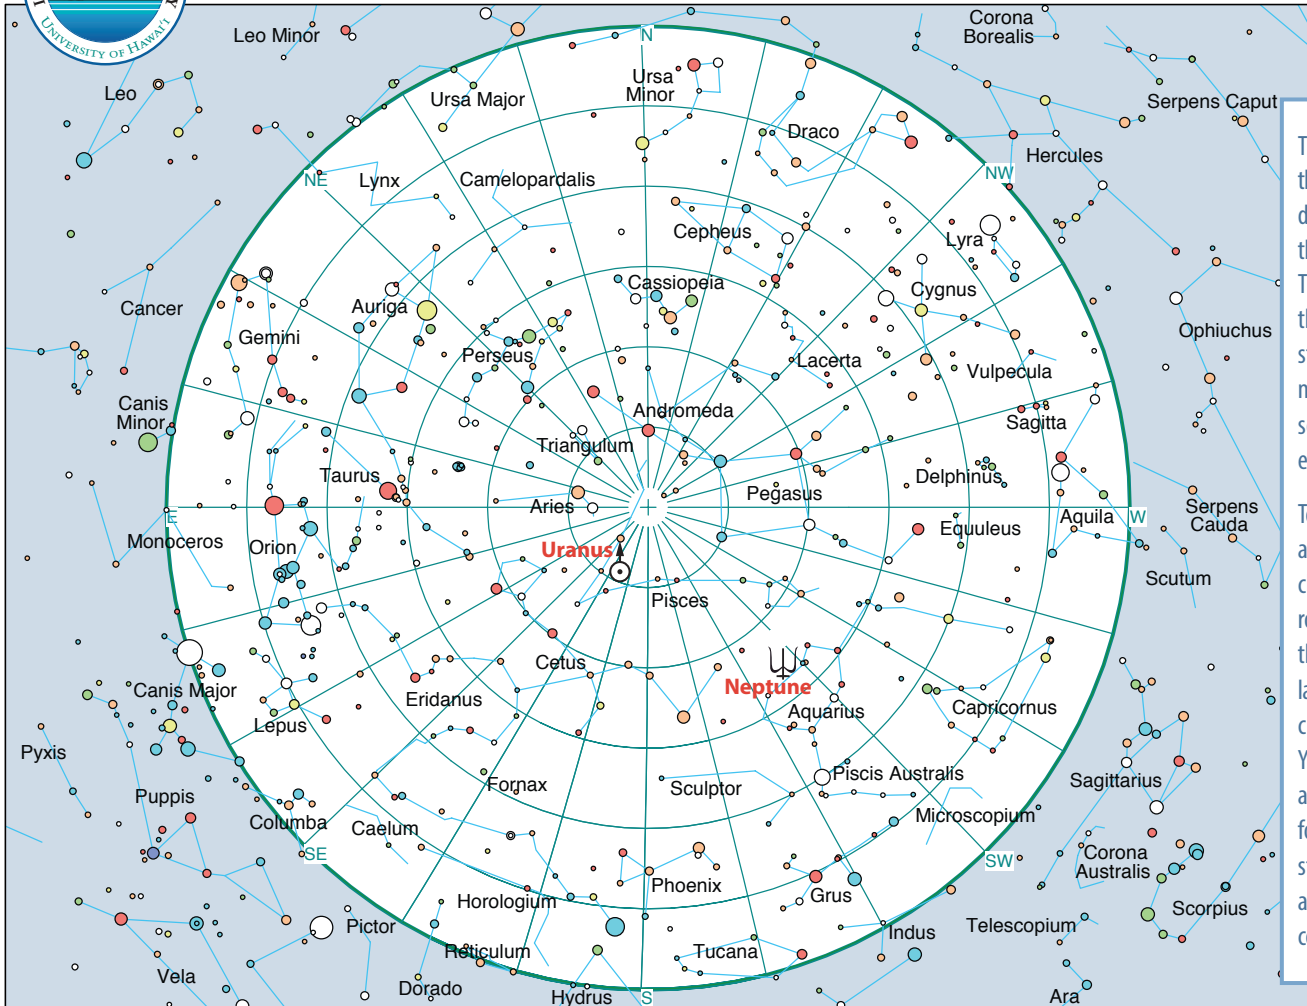 UNIVERSITY OF HAWAI'I
Leo Minor
Corona
Borealis
N
Leo
Ursa Major
Ursa
Minor
Draco
Serpens Caput
Hercules
NE
Lynx
Camelopardalis
NW
Cepheus
Lyra
Cancer
Auriga
Cassiopeia
Cygnus
Ophiuchus
Gemini
Perseus
Lacerta
Vulpecula
Canis
Minor
Andromeda
Sagitta
Triangulum
Taurus
Pegasus
Delphinus
Aries
Serpens
Cauda
E
Monoceros
Orion
Uranus
Equuleus
Aquila
W
Scutum
Pisces
Cetus
Neptune
Canis Major
Eridanus
Aquarius
Capricornus
Lepus
Pyxis
Fornax
Sculptor
Piscis Australis
Sagittarius
Puppis
Columba
Caelum
Microscopium
SE
SW
Corona
Australis
Phoenix
Grus
Horologium
Scorpius
Pictor
Reticulum
Tucana
Indus
Telescopium
Vela
Dorado
Hydrus
S
Ara